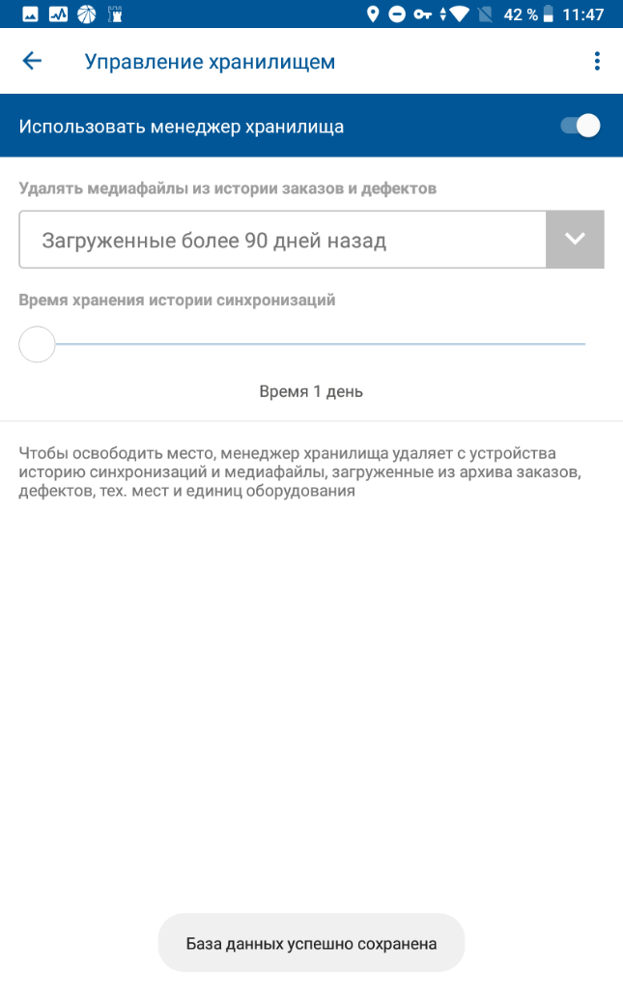 42 % 11:47
Управление хранилищем
Использовать менеджер хранилища
Удалять медиафайлы из истории заказов и дефектов
Загруженные более 90 дней назад
Время хранения истории синхронизаций
Время 1 день
Чтобы освободить место, менеджер хранилища удаляет с устройства
историю синхронизаций и медиафайлы, загруженные из архива заказов,
дефектов, тех. мест и единиц оборудования
База данных успешно сохранена